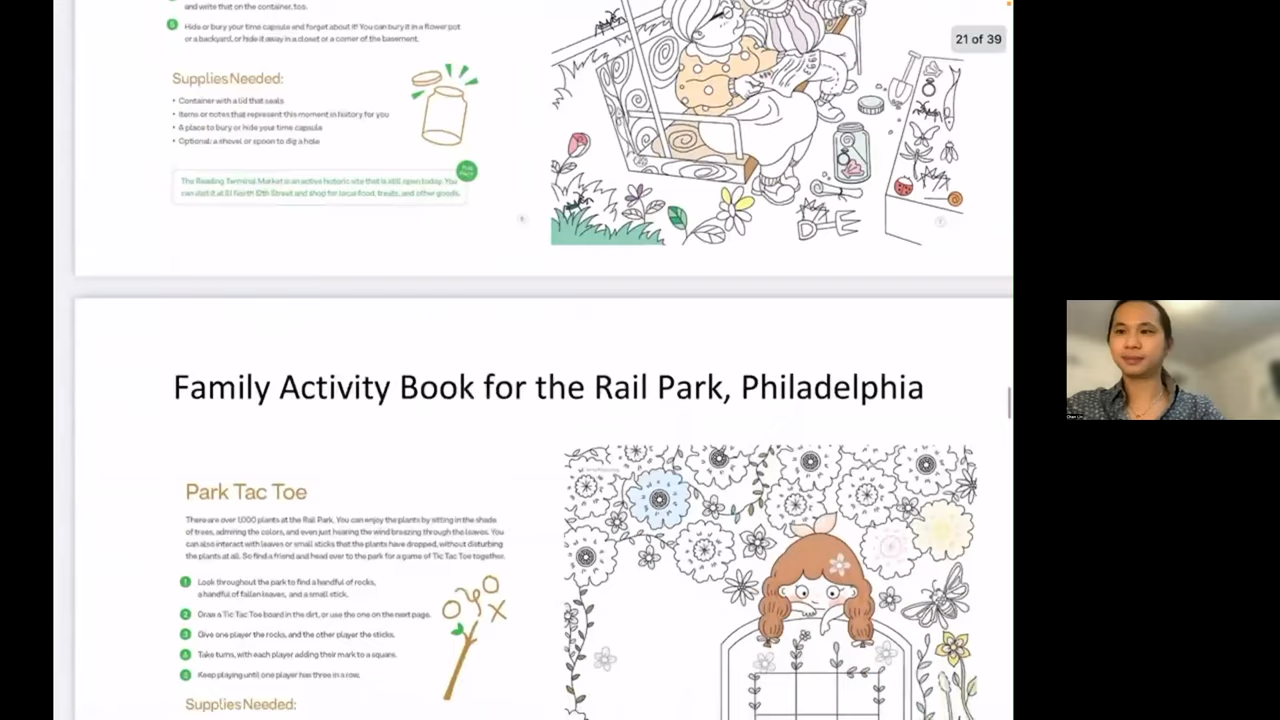 and write that on the container, too.
5 Hide or bury your time capsule and forget about it! You can bury it in a flower pot
or a backyard, or hide it away in a closet or a corner of the basement.
21 of 39
Supplies Needed:
• Container with a lid that seals
• Items or notes that represent this moment in history for you
• A place to bury or hide your time capsule
• Optional: a shovel or spoon to dig a hole
The Reading Terminal Market is an active historic site that is still open today. You
can visit it at 51 North 12th Street and shop for local food, treats, and other goods.
Family Activity Book for the Rail Park, Philadelphia
Park Tac Toe
There are over 1,000 plants at the Rail Park. You can enjoy the plants by sitting in the shade
of trees, admiring the colors, and even just hearing the wind breezing through the leaves. You
can also interact with leaves or small sticks that the plants have dropped, without disturbing
the plants at all. So find a friend and head over to the park for a game of Tic Tac Toe together.
1 Look throughout the park to find a handful of rocks,
a handful of fallen leaves, and a small stick.
2 Draw a Tic Tac Toe board in the dirt, or use the one on the next page.
3 Give one player the rocks, and the other player the sticks.
4 Take turns, with each player adding their mark to a square.
5 Keep playing until one player has three in a row.
Supplies Needed: